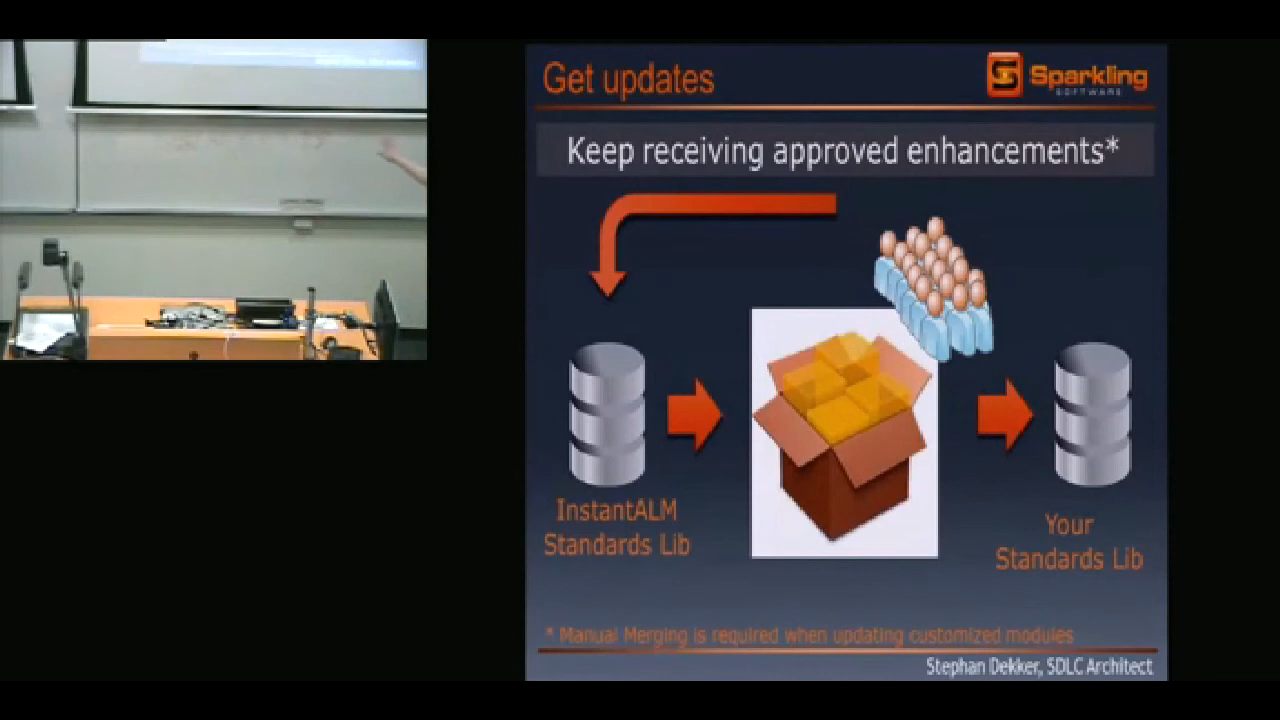 Get updates
Sparkling
SOFTWARE
Keep receiving approved enhancements*
InstantALM
Standards Lib
Your
Standards Lib
* Manual Merging is required when updating customized modules
Stephan Dekker, SDLC Architect